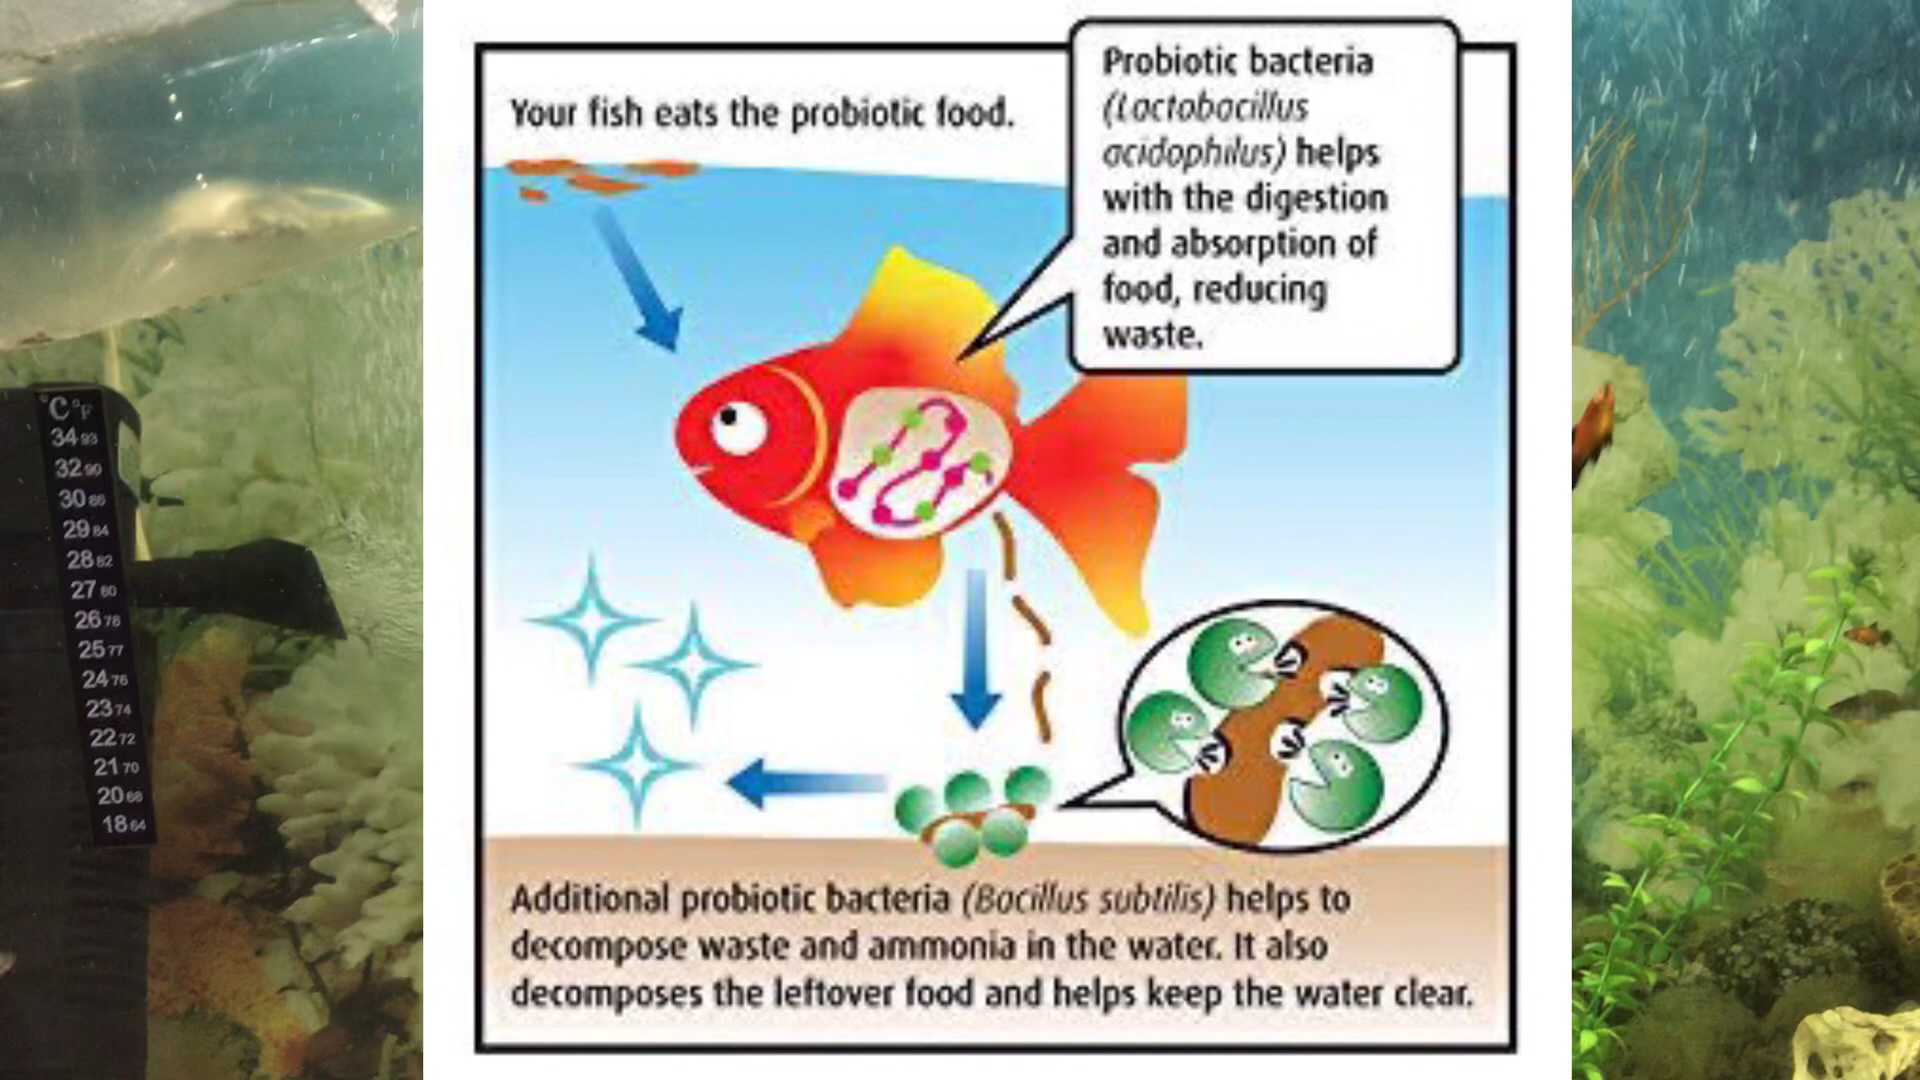 Your fish eats the probiotic food.
Probiotic bacteria
(Lactobacillus
acidophilus) helps
with the digestion
and absorption of
food, reducing
waste.
Additional probiotic bacteria (Bacillus subtilis) helps to
decompose waste and ammonia in the water. It also
decomposes the leftover food and helps keep the water clear.
°C °F
34 93
32 90
30 86
29 84
28 82
27 80
26 78
25 77
24 76
23 74
22 72
21 70
20 68
18 64